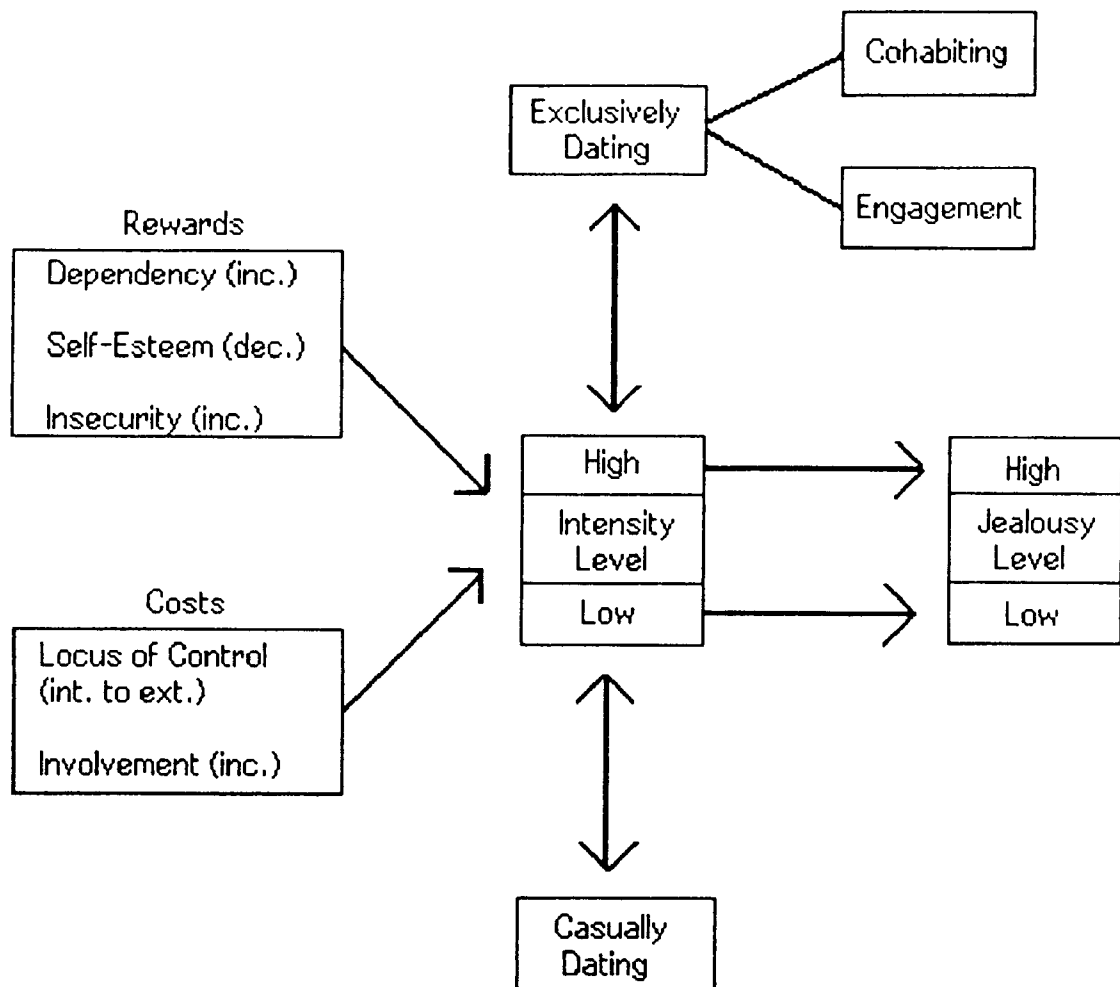 Cohabiting
Exclusively
Dating
Engagement
Rewards
Dependency (inc.)
Self-Esteem (dec.)
Insecurity (inc.)
High
Intensity
Level
Low
High
Jealousy
Level
Low
Costs
Locus of Control
(int. to ext.)
Involvement (inc.)
Casually
Dating